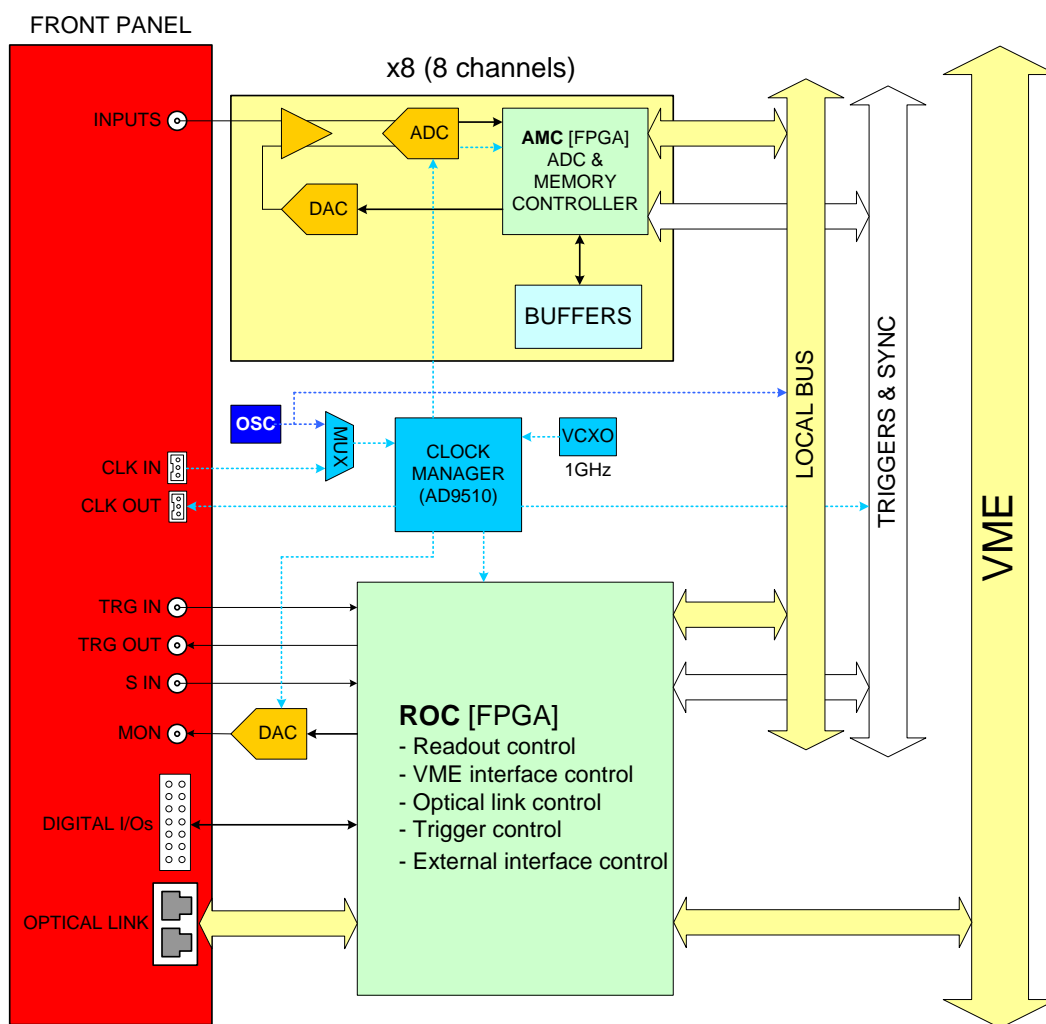 FRONT PANEL
x8 (8 channels)
INPUTS
ADC
AMC [FPGA]
ADC &
MEMORY
CONTROLLER
DAC
BUFFERS
LOCAL BUS
TRIGGERS & SYNC
VME
OSC
MUX
CLOCK
MANAGER
(AD9510)
VCXO
1GHz
CLK IN
CLK OUT
TRG IN
TRG OUT
S IN
MON
DAC
ROC [FPGA]
- Readout control
- VME interface control
- Optical link control
- Trigger control
- External interface control
DIGITAL I/Os
OPTICAL LINK